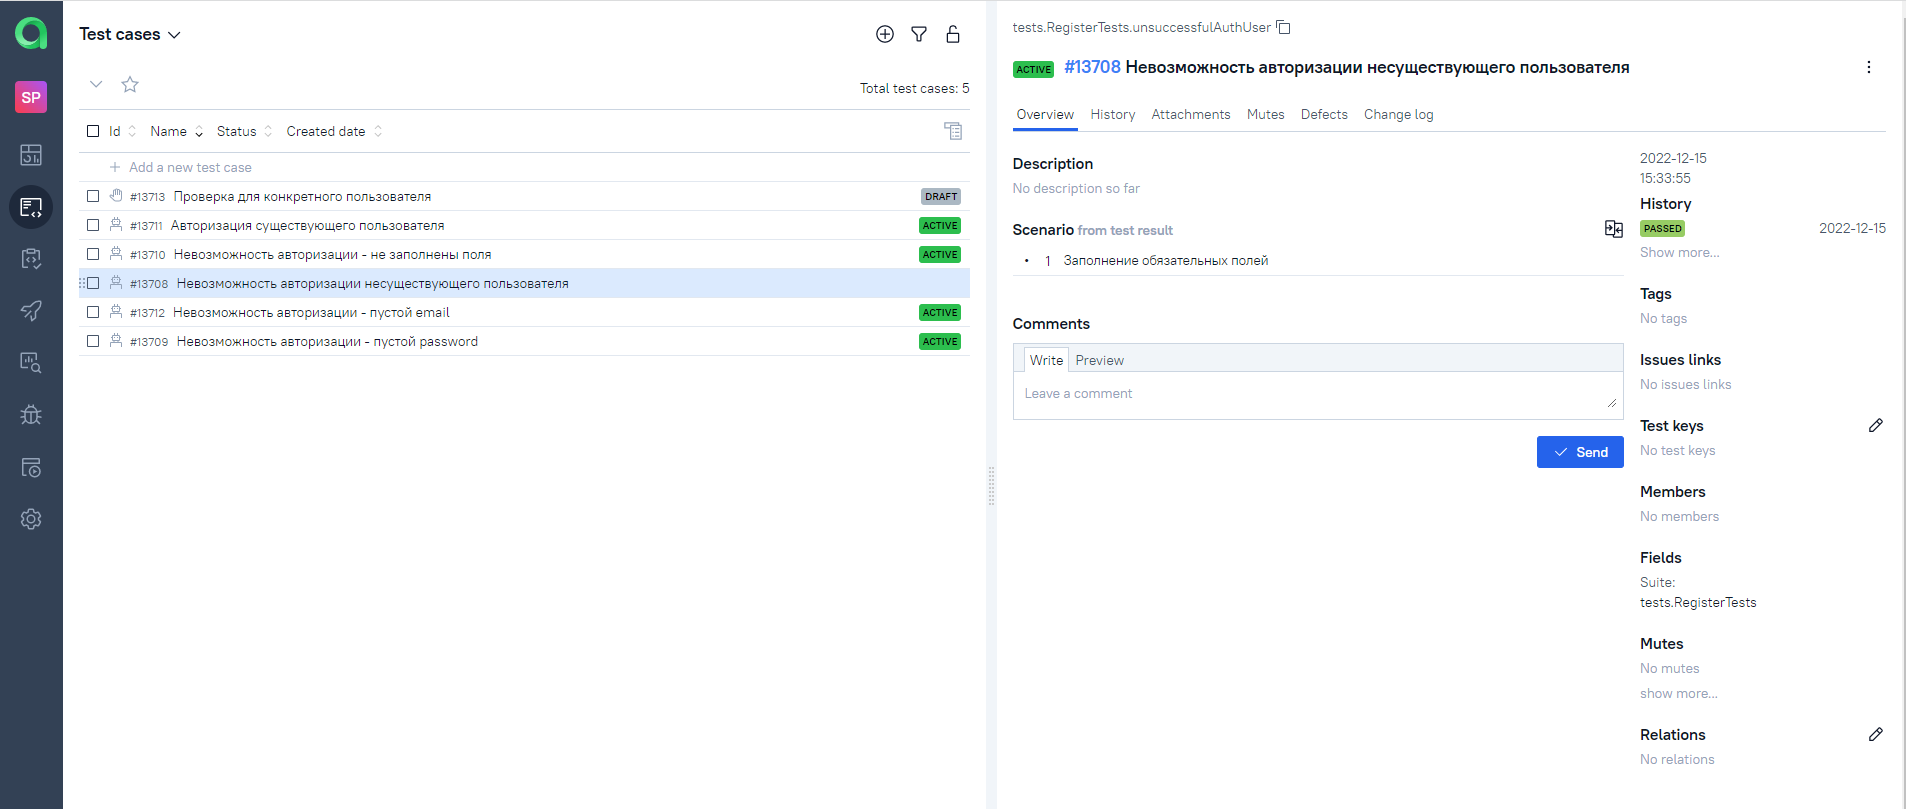 SP
Test cases
Total test cases: 5
Id Name Status Created date
Add a new test case
#13713 Проверка для конкретного пользователя DRAFT
#13711 Авторизация существующего пользователя ACTIVE
#13710 Невозможность авторизации - не заполнены поля ACTIVE
#13708 Невозможность авторизации несуществующего пользователя
#13712 Невозможность авторизации - пустой email ACTIVE
#13709 Невозможность авторизации - пустой password ACTIVE
tests.RegisterTests.unsuccessfulAuthUser
ACTIVE #13708 Невозможность авторизации несуществующего пользователя
Overview History Attachments Mutes Defects Change log
Description
No description so far
Scenario from test result
• 1 Заполнение обязательных полей
Comments
Write Preview
Leave a comment
Send
2022-12-15
15:33:55
History
PASSED 2022-12-15
Show more...
Tags
No tags
Issues links
No issues links
Test keys
No test keys
Members
No members
Fields
Suite:
tests.RegisterTests
Mutes
No mutes
show more...
Relations
No relations